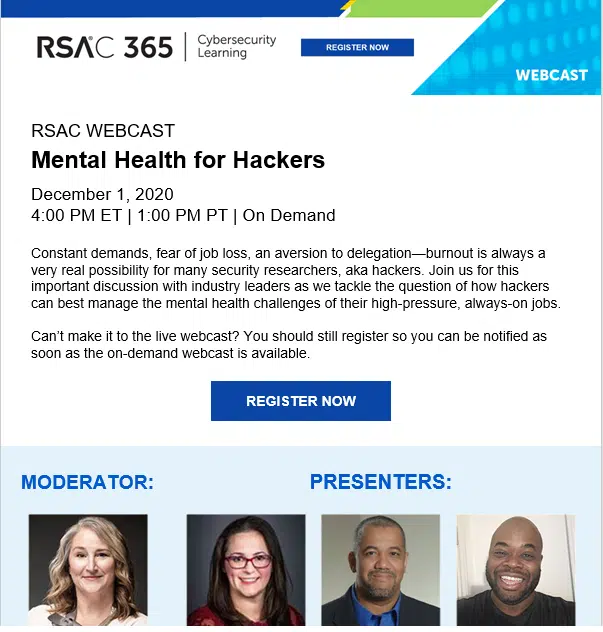 RSAC 365
Cybersecurity
Learning
REGISTER NOW
WEBCAST
RSAC WEBCAST
Mental Health for Hackers
December 1, 2020
4:00 PM ET | 1:00 PM PT | On Demand
Constant demands, fear of job loss, an aversion to delegation—burnout is always a
very real possibility for many security researchers, aka hackers. Join us for this
important discussion with industry leaders as we tackle the question of how hackers
can best manage the mental health challenges of their high-pressure, always-on jobs.
Can’t make it to the live webcast? You should still register so you can be notified as
soon as the on-demand webcast is available.
REGISTER NOW
MODERATOR:
PRESENTERS: